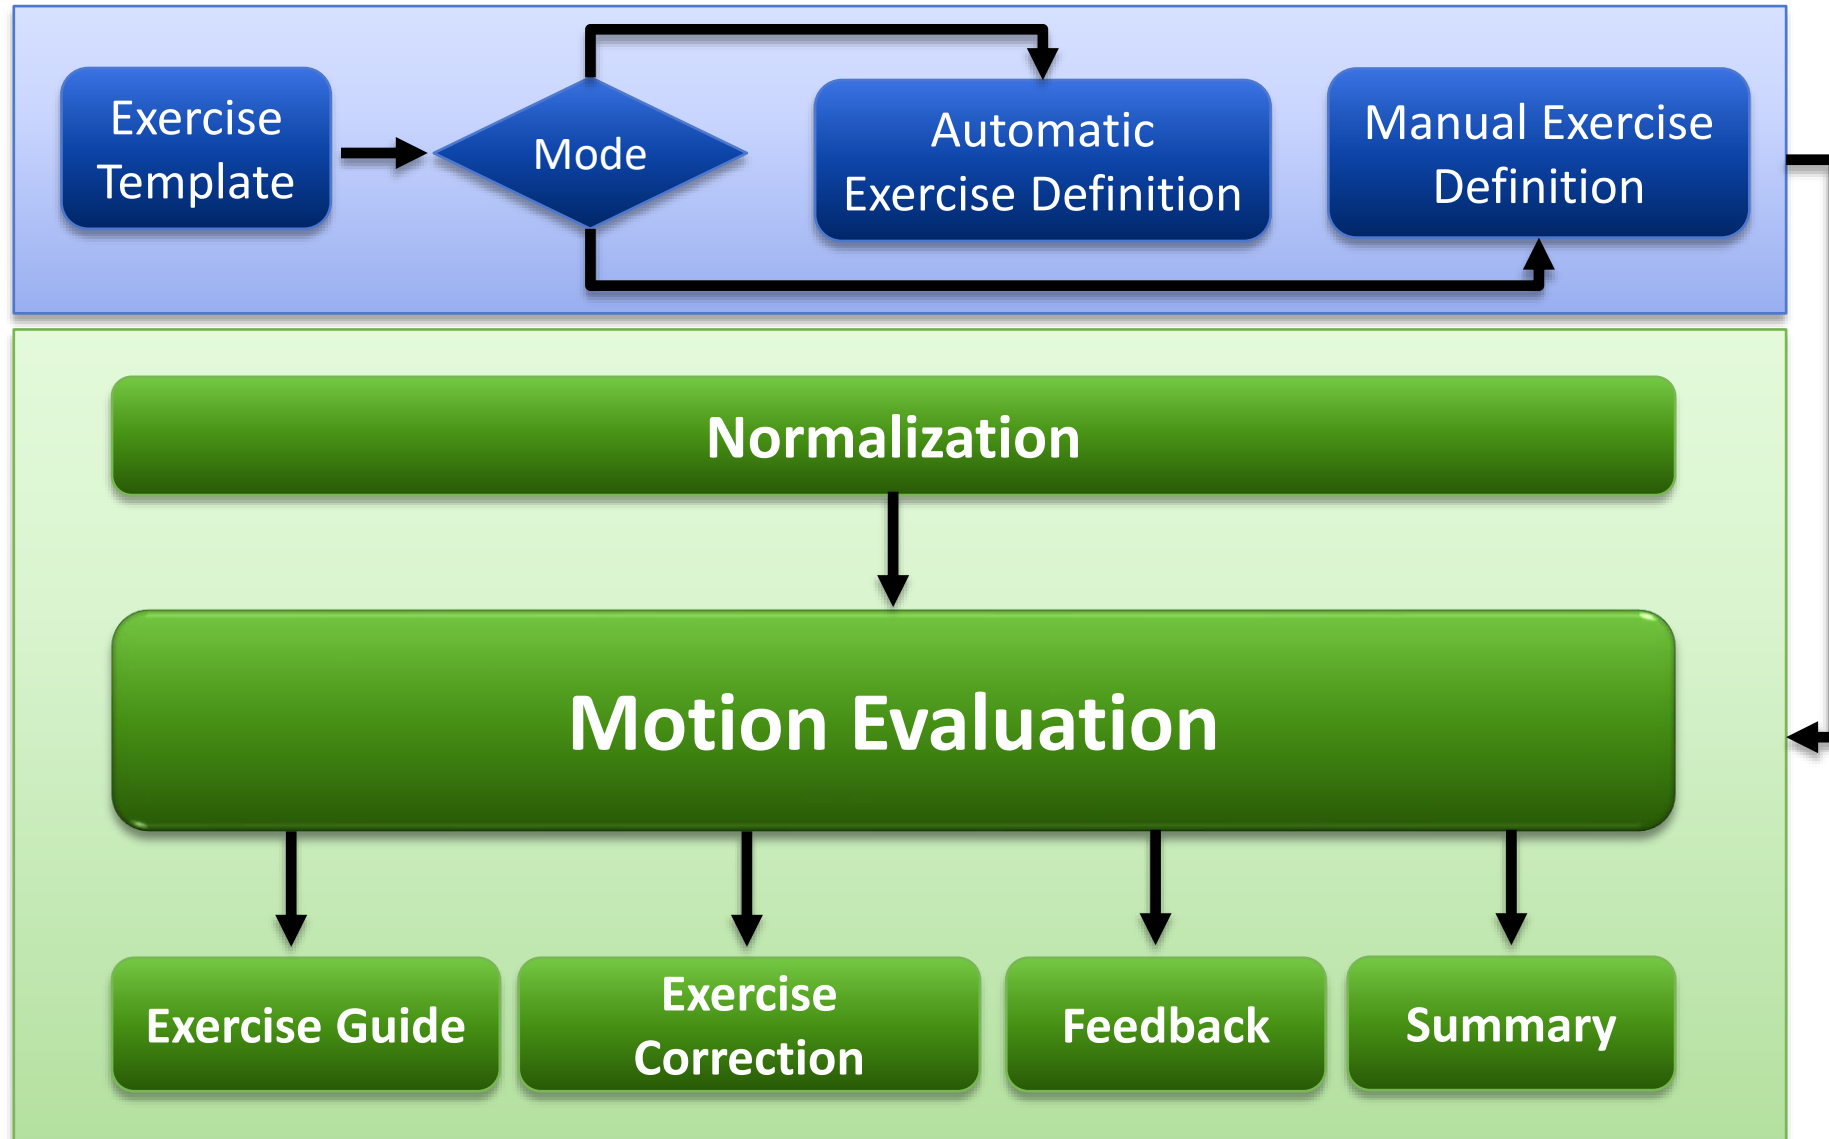 Exercise
Template
Mode
Automatic
Exercise Definition
Manual Exercise
Definition
Normalization
Motion Evaluation
Exercise Guide
Exercise
Correction
Feedback
Summary